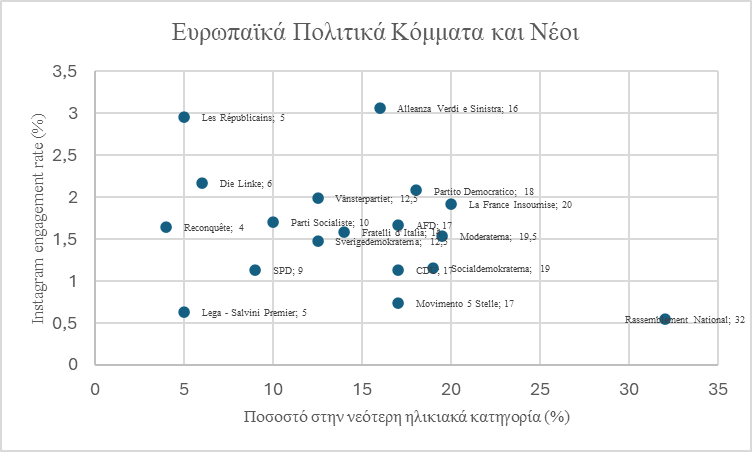 Ευρωπαϊκά Πολιτικά Κόμματα και Νέοι
Instagram engagement rate (%)
3,5
3
2,5
2
1,5
1
0,5
0
Les Républicains; 5
Alleanza Verdi e Sinistra; 16
Die Linke; 6
Vänsterpartiet; 12,5
Partito Democratico; 18
La France Insoumise; 20
Reconquête; 4
Parti Socialiste; 10
AFD; 17
Fratelli d'Italia;
Moderaterna; 19,5
Sverigedemokraterna; 12,5
SPD; 9
17
Socialdemokraterna; 19
Lega - Salvini Premier; 5
Movimento 5 Stelle; 17
Rassemblement National; 32
0 5 10 15 20 25 30 35
Ποσοστό στην νεότερη ηλικιακά κατηγορία (%)